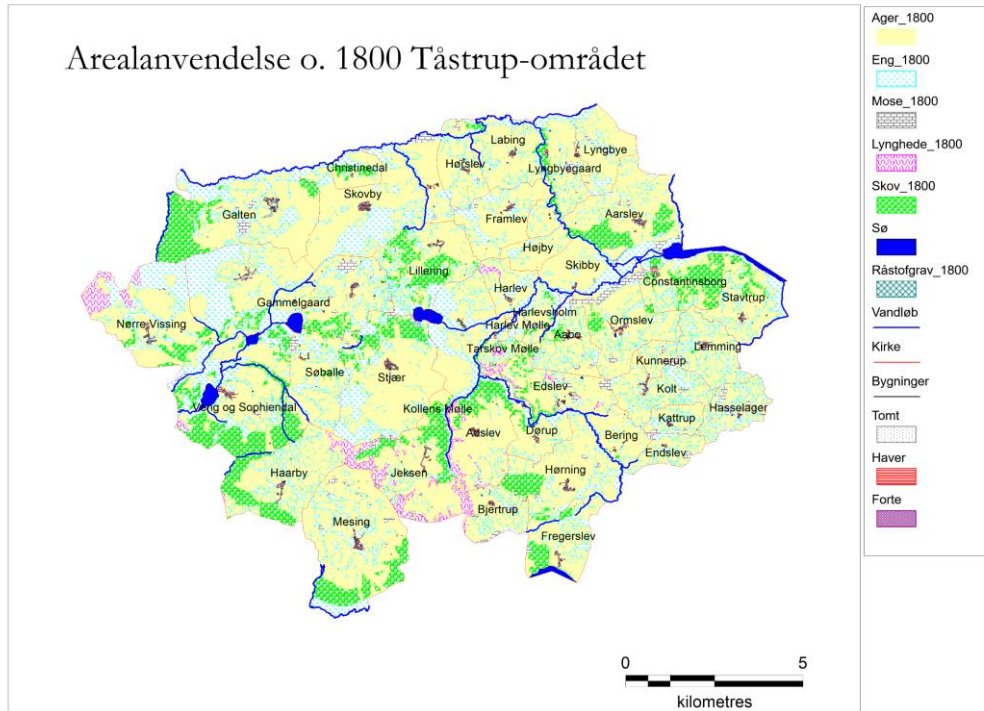 Arealanvendelse o. 1800 Tåstrup-området
Labing
Lyngbye
Hørslev
Lyngbyegaard
Christinedal
Skovby
Galten
Framlev
Aarslev
Højby
Skibby
Lillering
Constantinsborg
Harlev
Stavtrup
Gammelgaard
Harlevsholm
Nørre Vissing
Harlev Mølle
Ormslev
Aabo
Tarskov Mølle
Lemming
Søballe
Stjær
Kunnerup
Edslev
Kolt
Veng og Sophiendal
Kollens Mølle
Hasselager
Kattrup
Adslev
Dørup
Bering
Endslev
Haarby
Jeksen
Hørning
Bjertrup
Mesing
Fregerslev
0 5
kilometres
Ager_1800
Eng_1800
Mose_1800
Lynghede_1800
Skov_1800
Sø
Råstofgrav_1800
Vandløb
Kirke
Bygninger
Tomt
Haver
Forte